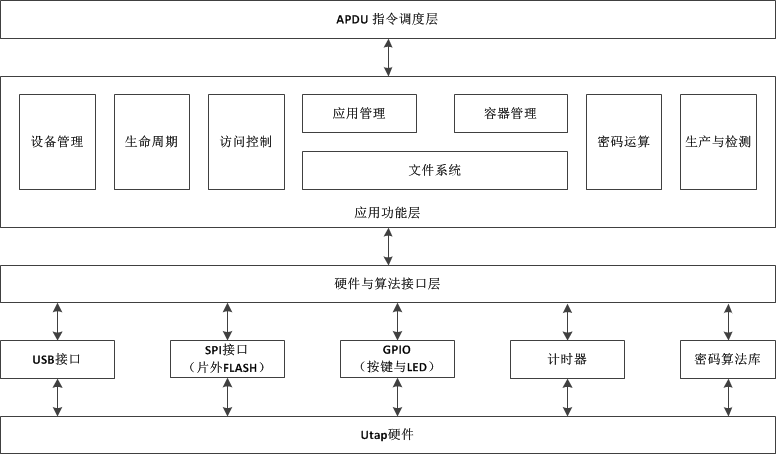 APDU 指令调度层
设备管理
生命周期
访问控制
应用管理
容器管理
文件系统
密码运算
生产与检测
应用功能层
硬件与算法接口层
USB接口
SPI接口
（片外FLASH）
GPIO
（按键与LED）
计时器
密码算法库
Utap硬件